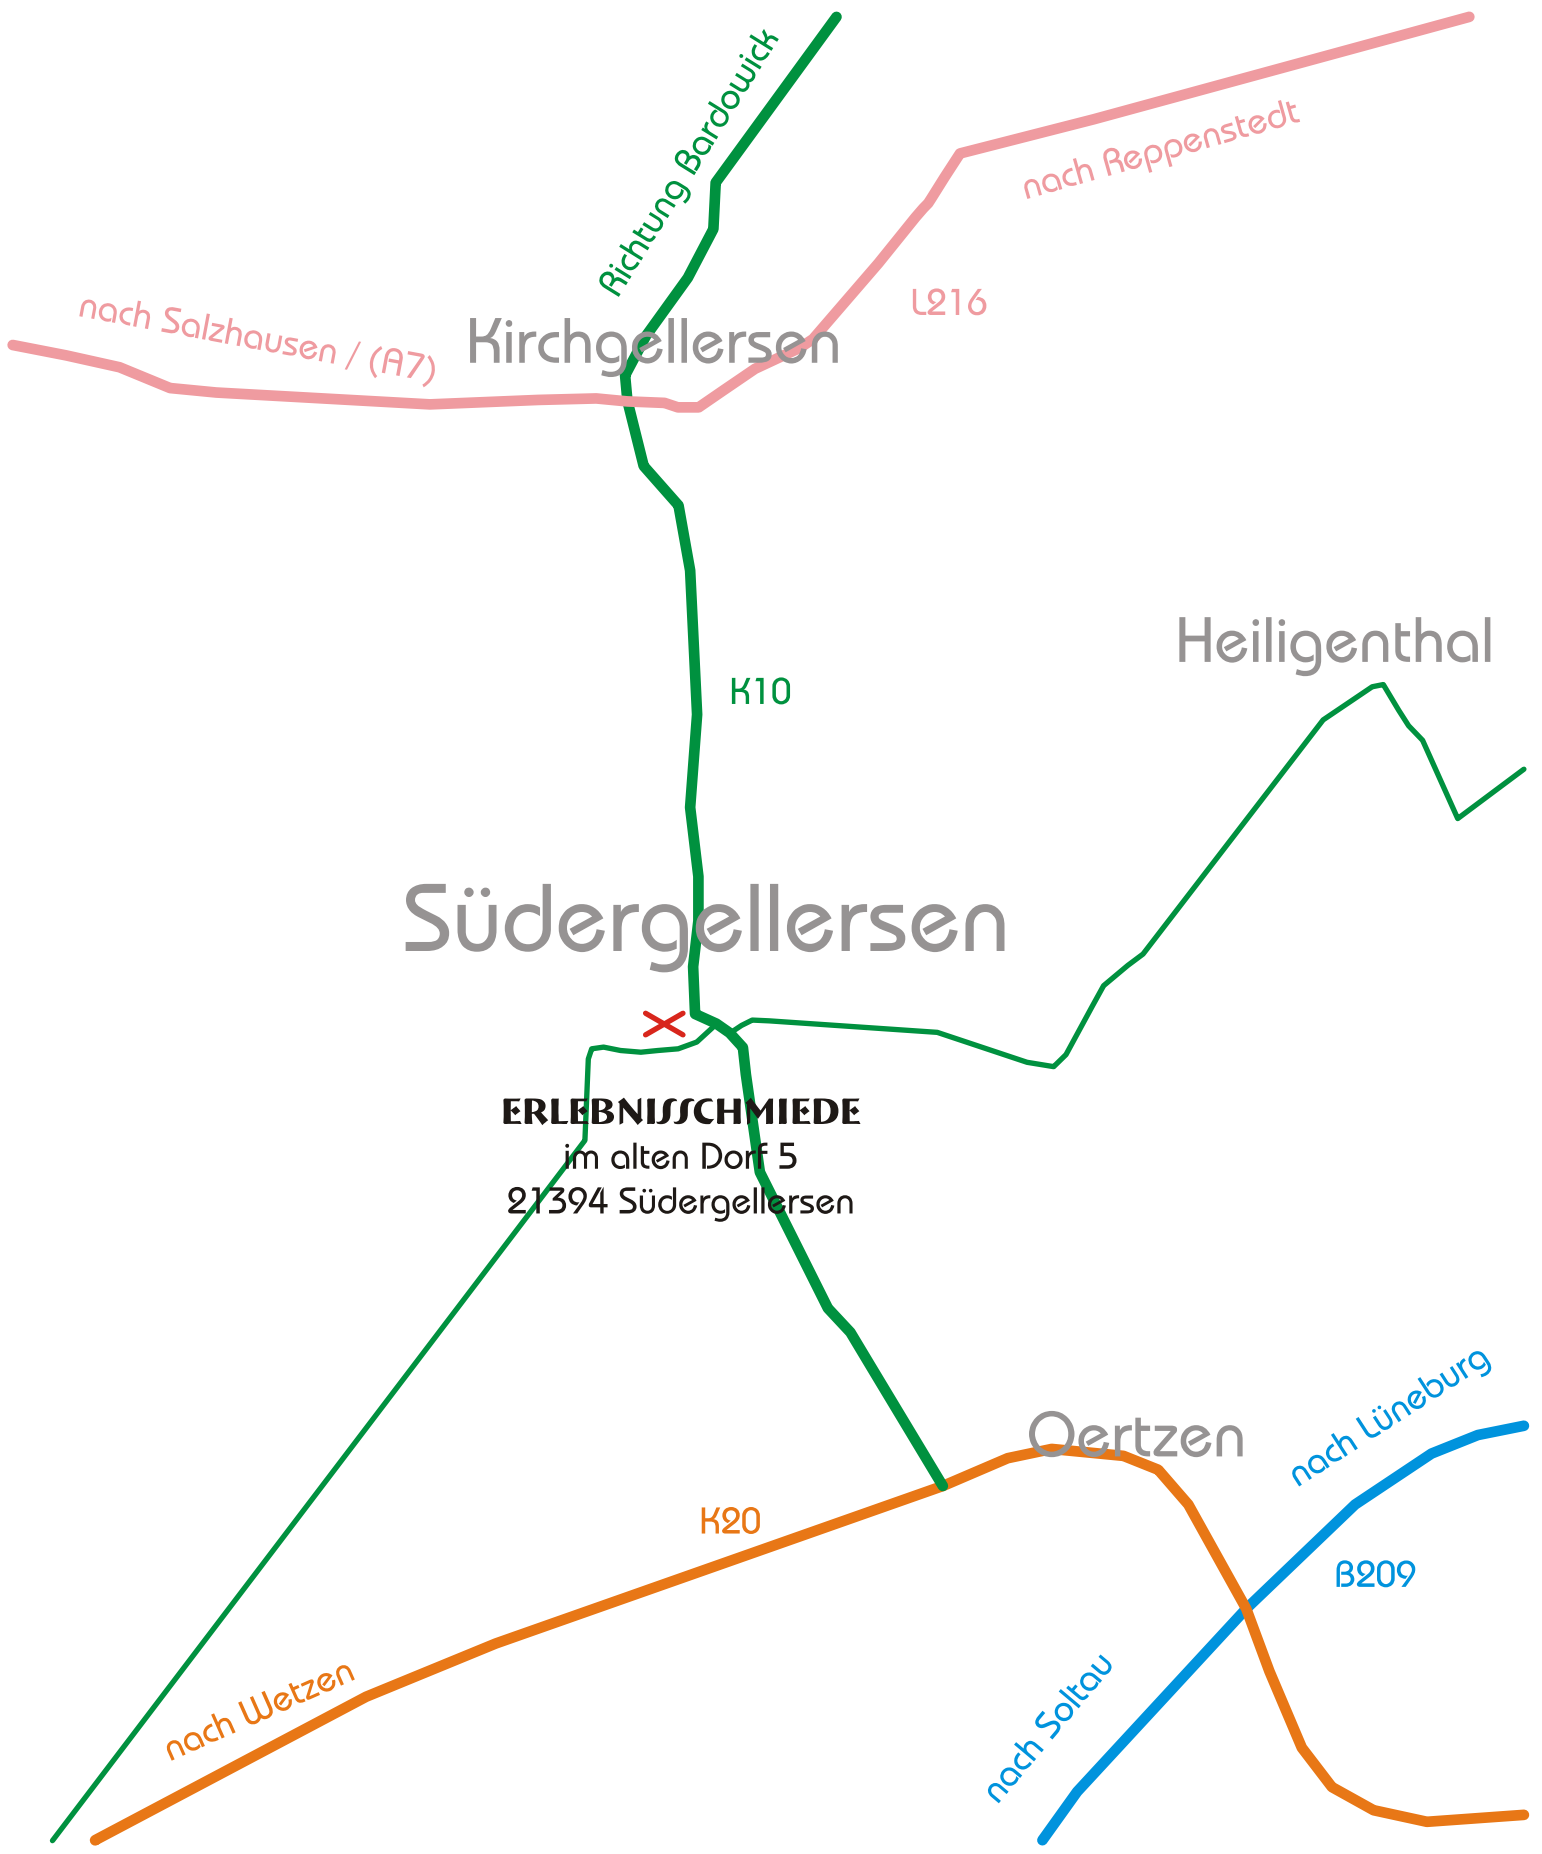 Richtung Bardowick
nach Reppenstedt
L216
nach Salzhausen / (A7)
Kirchgellersen
Heiligenthal
K10
Südergellersen
ERLEBNISSCHMIEDE
im alten Dorf 5
21394 Südergellersen
Oertzen
nach Lüneburg
K20
B209
nach Wetzen
nach Soltau